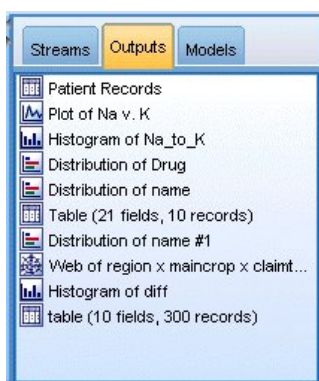 Streams Outputs Models
Patient Records
Plot of Na v. K
Histogram of Na_to_K
Distribution of Drug
Distribution of name
Table (21 fields, 10 records)
Distribution of name #1
Web of region x maincrop x claimt...
Histogram of diff
table (10 fields, 300 records)